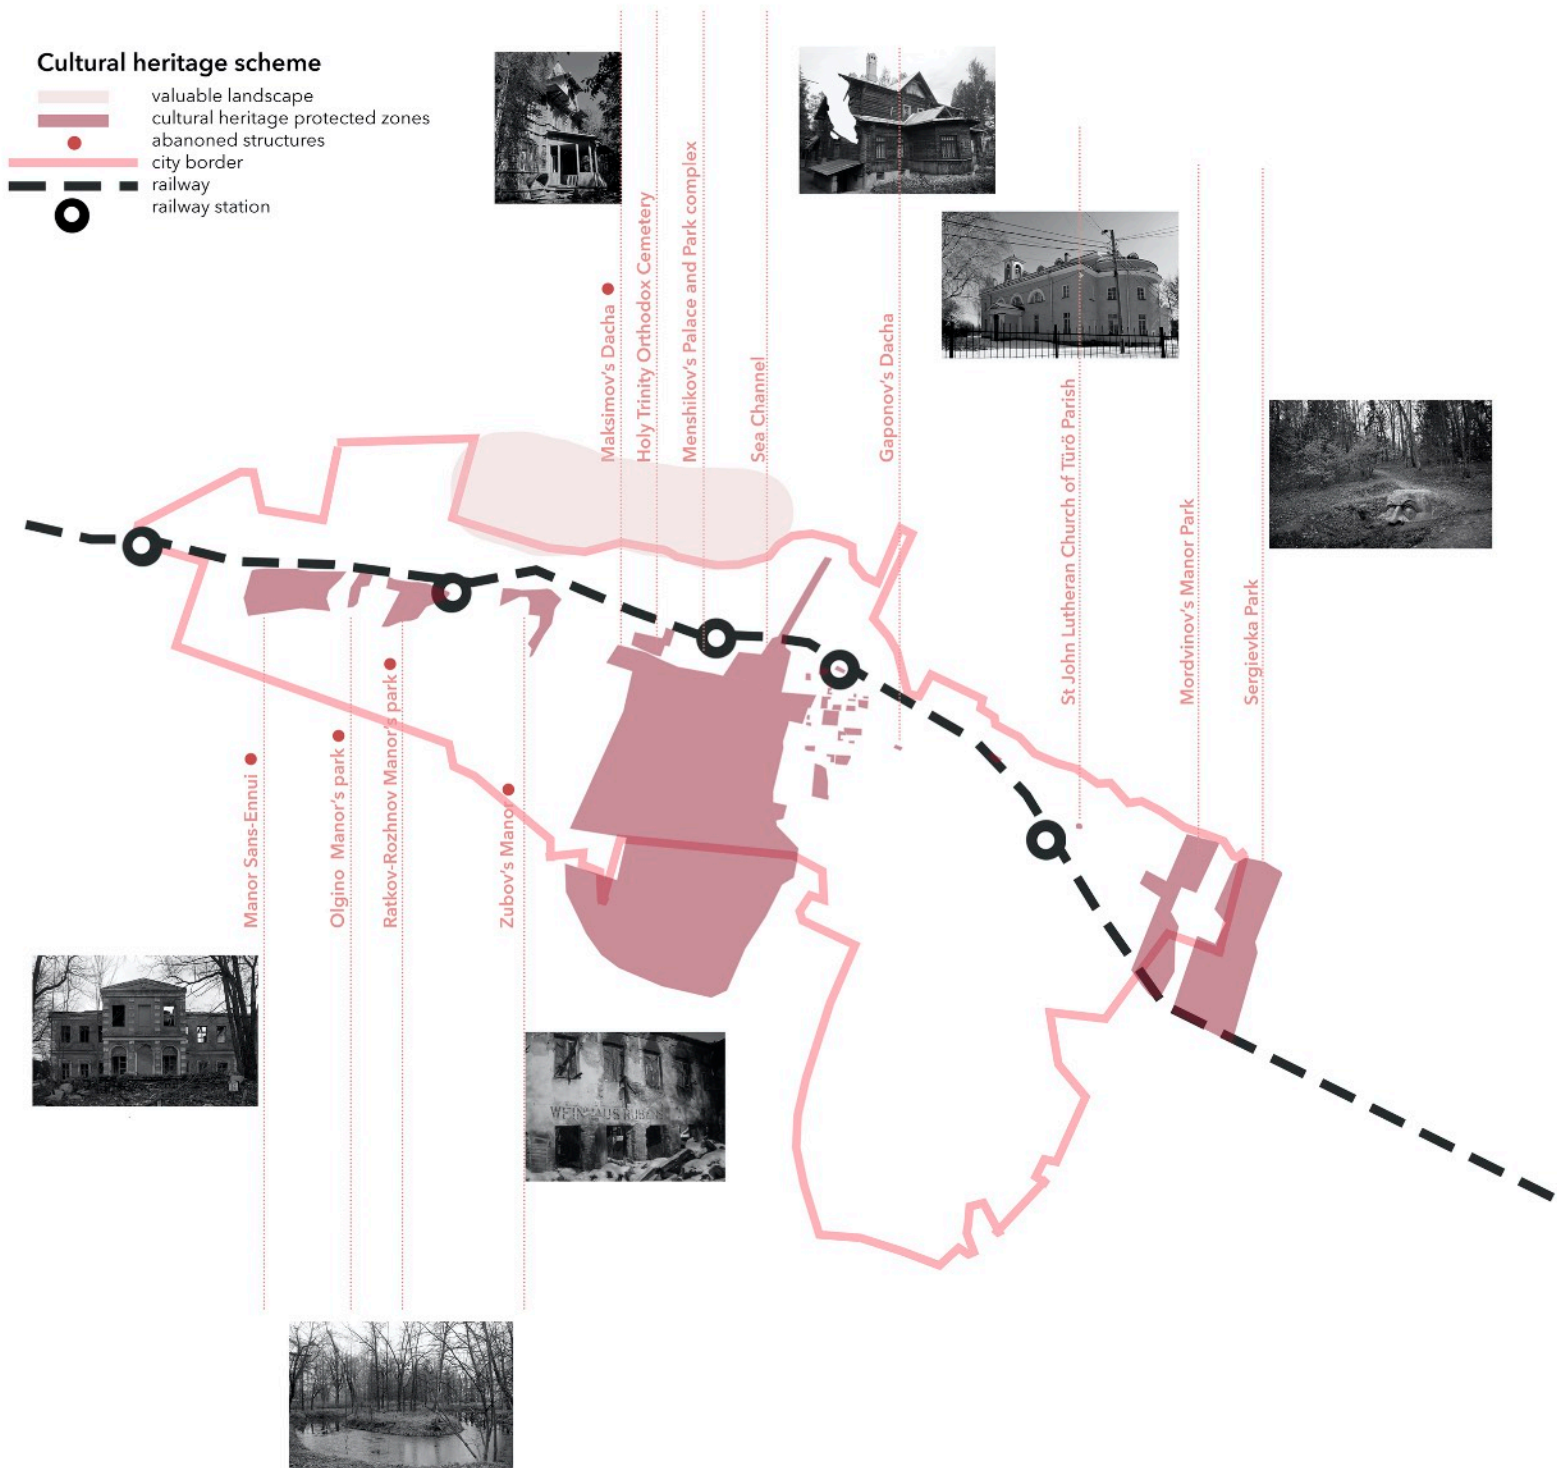 Cultural heritage scheme
valuable landscape
cultural heritage protected zones
abanoned structures
city border
railway
railway station
Maksimov's Dacha
Holy Trinity Orthodox Cemetery
Menshikov's Palace and Park complex
Sea Channel
Gaponov's Dacha
St John Lutheran Church of Türö Parish
Mordvinov's Manor Park
Sergievka Park
Manor Sans-Ennui
Olgino Manor's park
Ratkov-Rozhnov Manor's park
Zubov's Manor